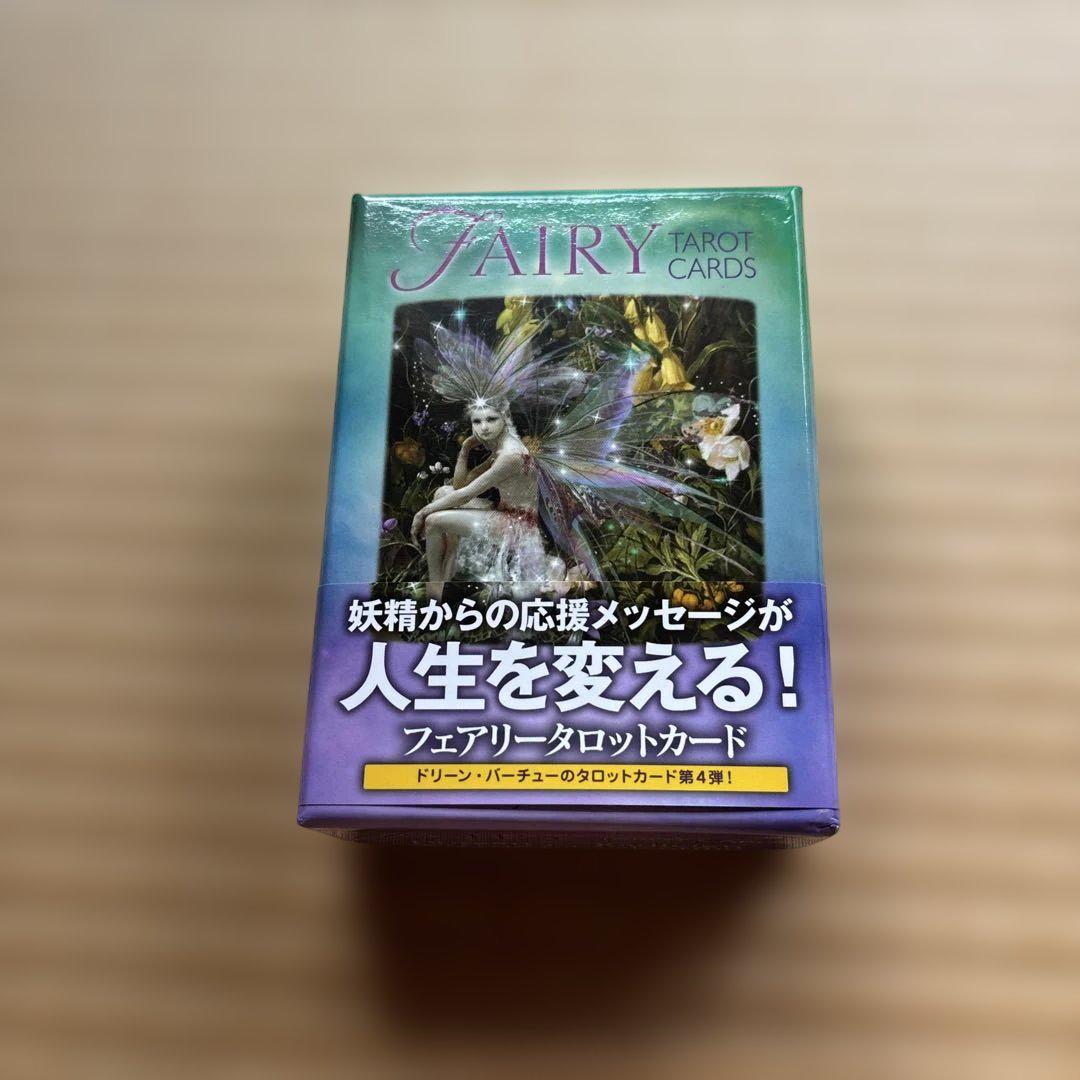 FAIRY TAROT CARDS
妖精からの応援メッセージが
人生を変える!
フェアリータロットカード
ドリーン・バーチューのタロットカード第4弾!